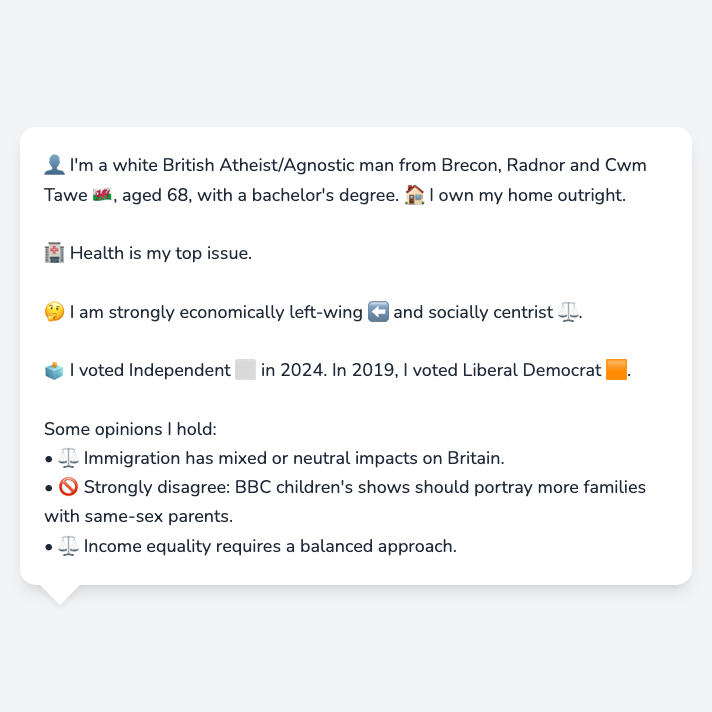 👤 I'm a white British Atheist/Agnostic man from Brecon, Radnor and Cwm
Tawe 🏴󠁧󠁢󠁷󠁬󠁳󠁿, aged 68, with a bachelor's degree. 🏠 I own my home outright.
🏥 Health is my top issue.
🤔 I am strongly economically left-wing ⬅️ and socially centrist ⚖️.
🗳️ I voted Independent ⬜ in 2024. In 2019, I voted Liberal Democrat 🟧.
Some opinions I hold:
• ⚖️ Immigration has mixed or neutral impacts on Britain.
• 🚫 Strongly disagree: BBC children's shows should portray more families
with same-sex parents.
• ⚖️ Income equality requires a balanced approach.